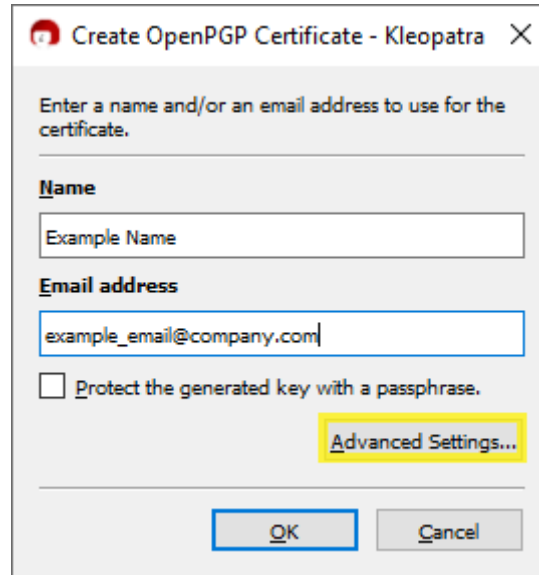 Create OpenPGP Certificate - Kleopatra
Enter a name and/or an email address to use for the
certificate.
Name
Example Name
Email address
example_email@company.com
Protect the generated key with a passphrase.
Advanced Settings...
OK
Cancel